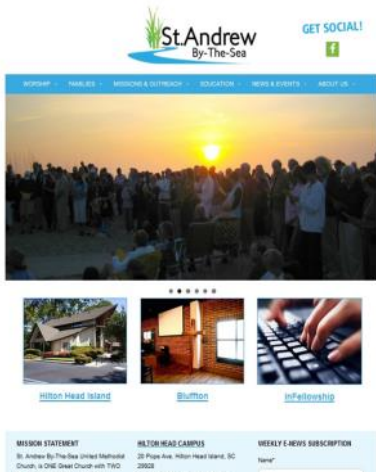 St.Andrew
By-The-Sea
GET SOCIAL!
f
WORSHIP
FAMILIES
MISSIONS & OUTREACH
EDUCATION
NEWS & EVENTS
ABOUT US
Hilton Head Island
Bluffton
inFellowship
MISSION STATEMENT
St. Andrew By-The-Sea United Methodist
Church, is ONE Great Church with TWO
HILTON HEAD CAMPUS
20 Pope Ave, Hilton Head Island, SC
29928
WEEKLY E-NEWS SUBSCRIPTION
Name*